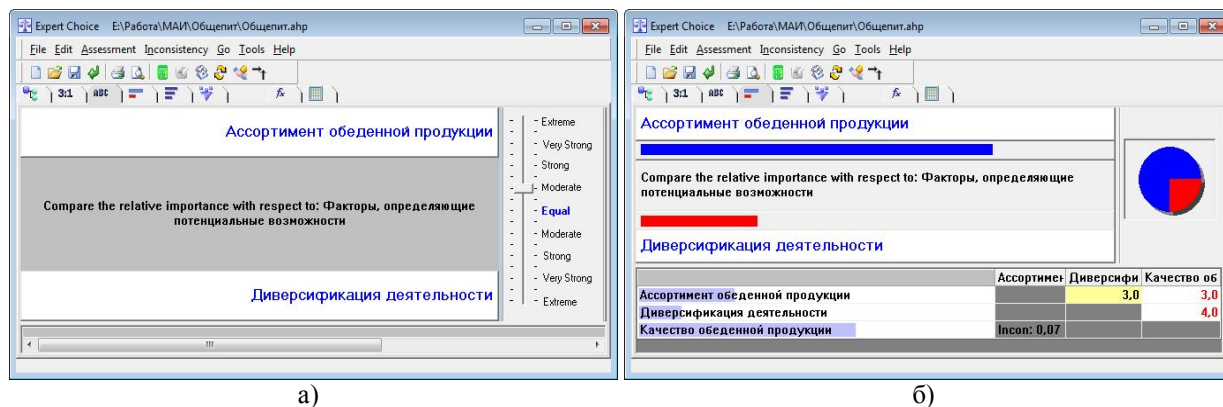 Expert Choice E:\Работа\МАИ\Общепит\Общепит.ahp
File Edit Assessment Inconsistency Go Tools Help
3:1 ABC fx
Ассортимент обеденной продукции
Compare the relative importance with respect to: Факторы, определяющие
потенциальные возможности
Диверсификация деятельности
Extreme
Very Strong
Strong
Moderate
Equal
Moderate
Strong
Very Strong
Extreme
а)
Expert Choice E:\Работа\МАИ\Общепит\Общепит.ahp
File Edit Assessment Inconsistency Go Tools Help
3:1 ABC fx
Ассортимент обеденной продукции
Compare the relative importance with respect to: Факторы, определяющие
потенциальные возможности
Диверсификация деятельности
Ассортимен Диверсифи Качество об
Ассортимент обеденной продукции 3,0 3,0
Диверсификация деятельности 4,0
Качество обеденной продукции Incon: 0,07
б)